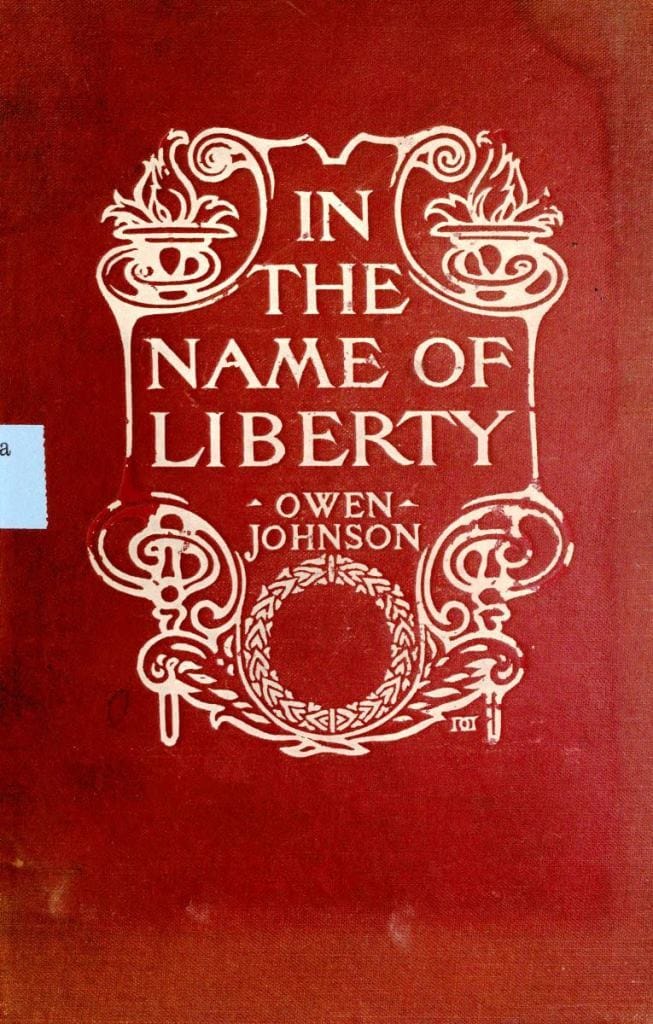 IN
THE
NAME OF
LIBERTY
OWEN
JOHNSON
a